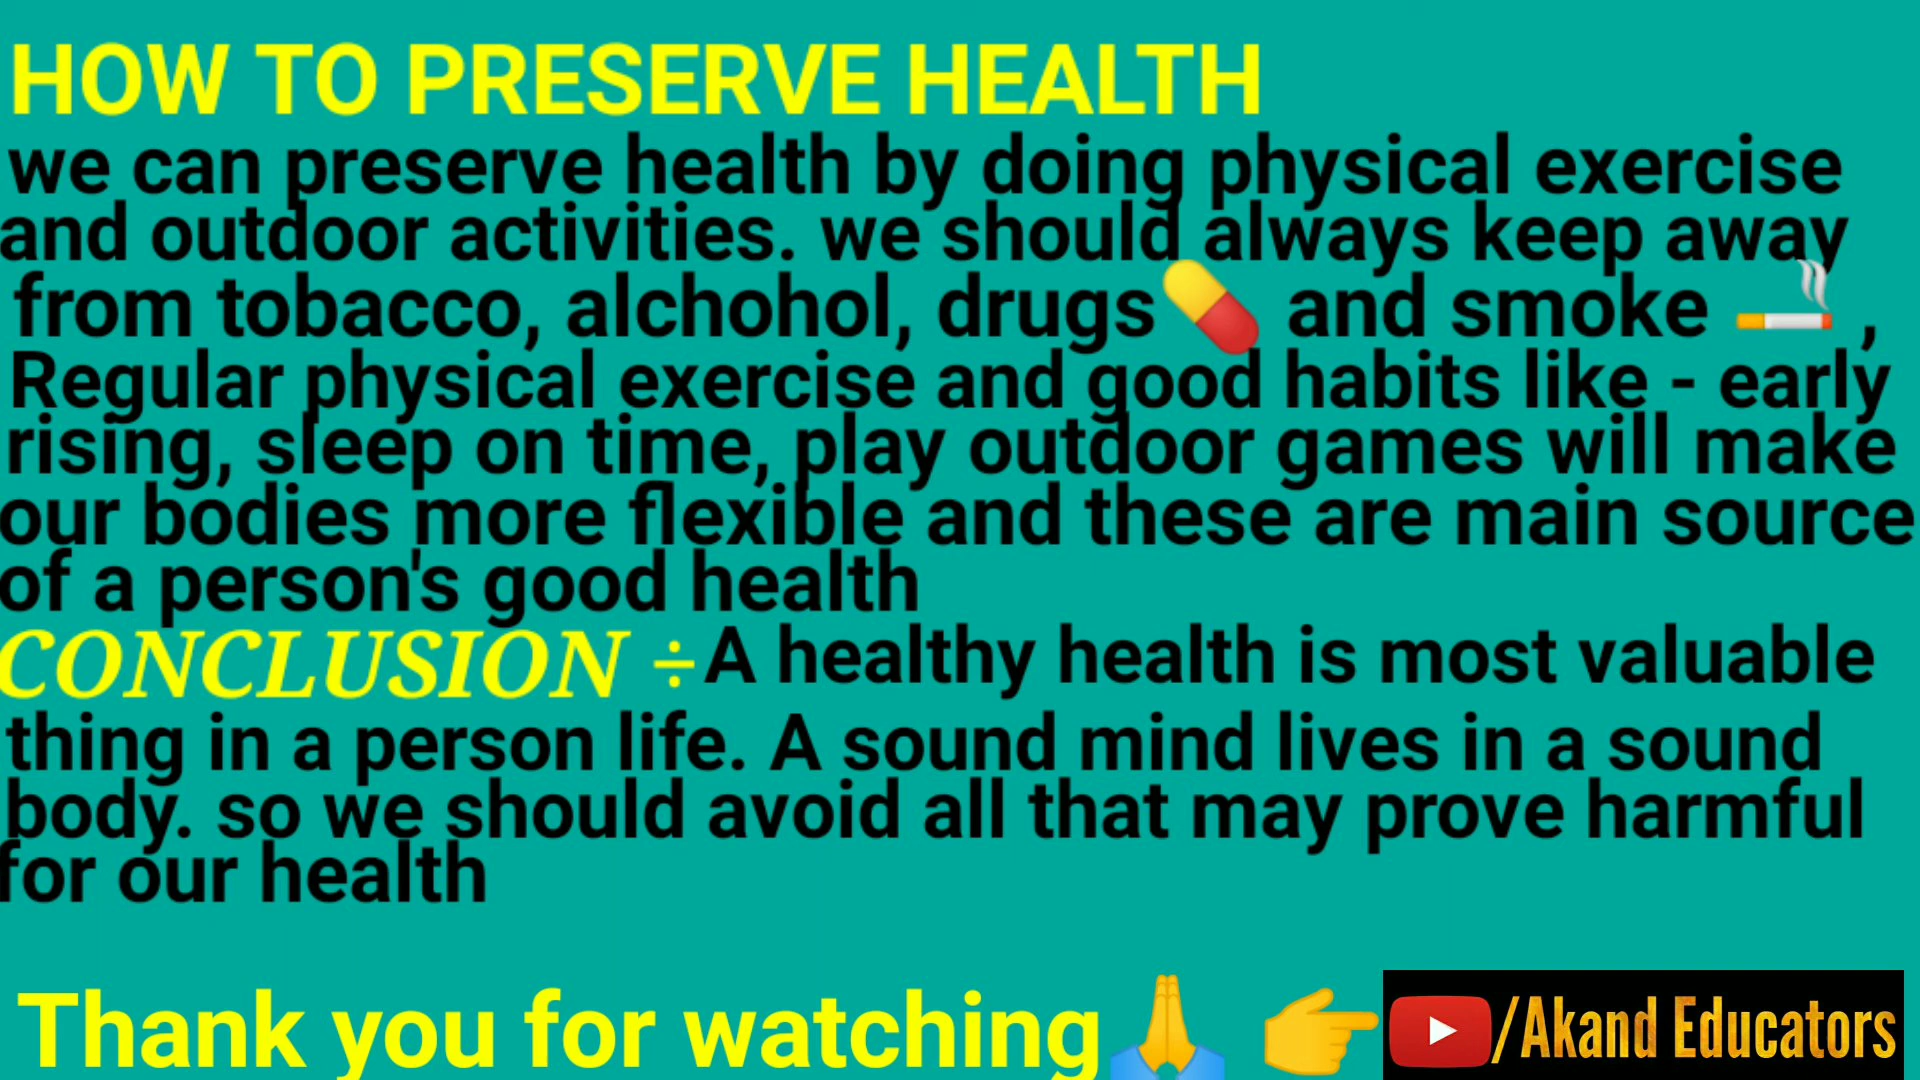 HOW TO PRESERVE HEALTH
we can preserve health by doing physical exercise
and outdoor activities. we should always keep away
from tobacco, alchohol, drugs💊 and smoke 🚬,
Regular physical exercise and good habits like - early
rising, sleep on time, play outdoor games will make
our bodies more flexible and these are main source
of a person's good health
CONCLUSION ÷A healthy health is most valuable
thing in a person life. A sound mind lives in a sound
body. so we should avoid all that may prove harmful
for our health
Thank you for watching🙏 👉 /Akand Educators